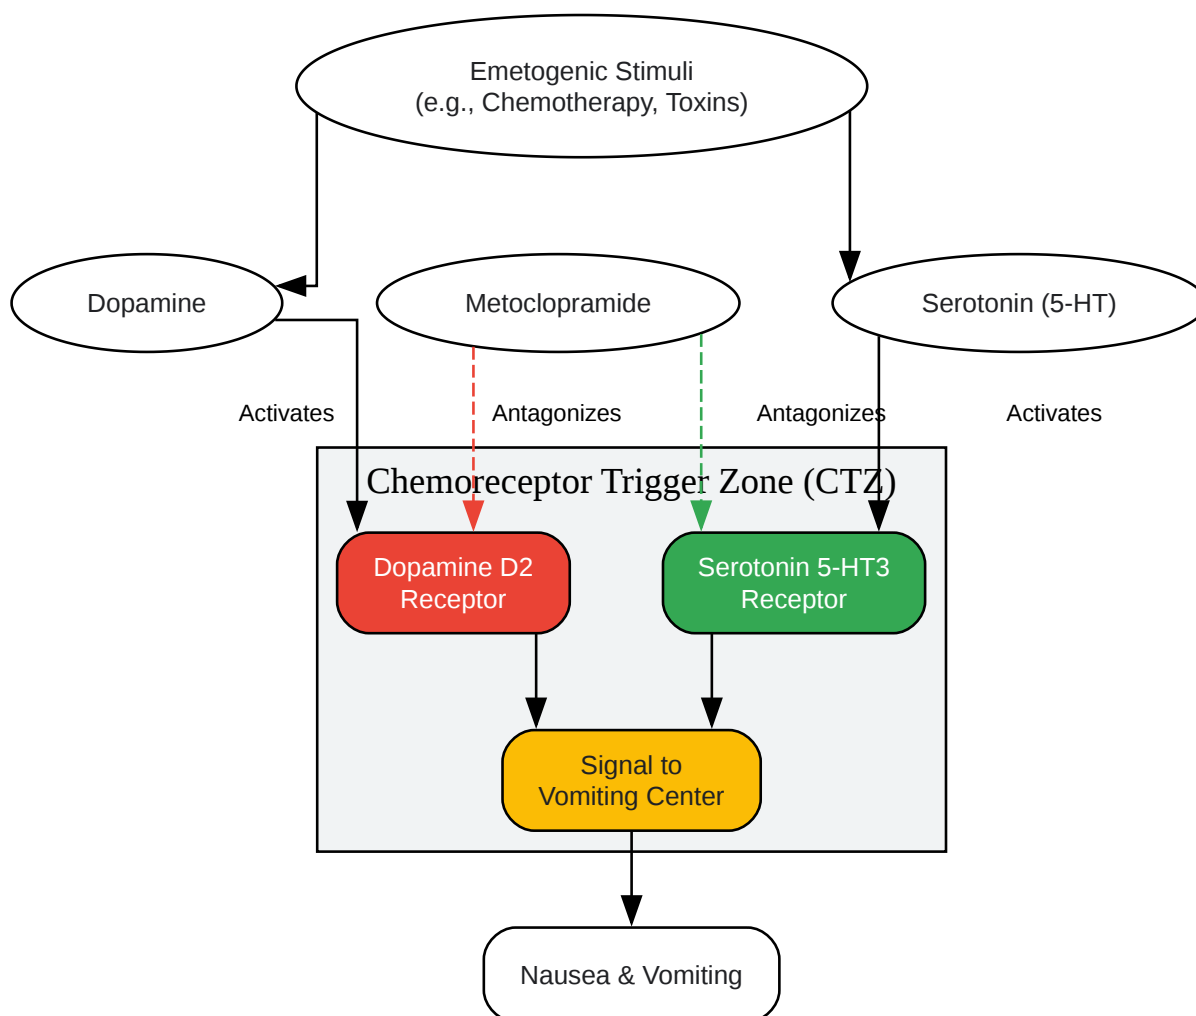 Emetogenic Stimuli
(e.g., Chemotherapy, Toxins)
Dopamine
Metoclopramide
Serotonin (5-HT)
Activates
Antagonizes
Antagonizes
Activates
Chemoreceptor Trigger Zone (CTZ)
Dopamine D2
Receptor
Serotonin 5-HT3
Receptor
Signal to
Vomiting Center
Nausea & Vomiting